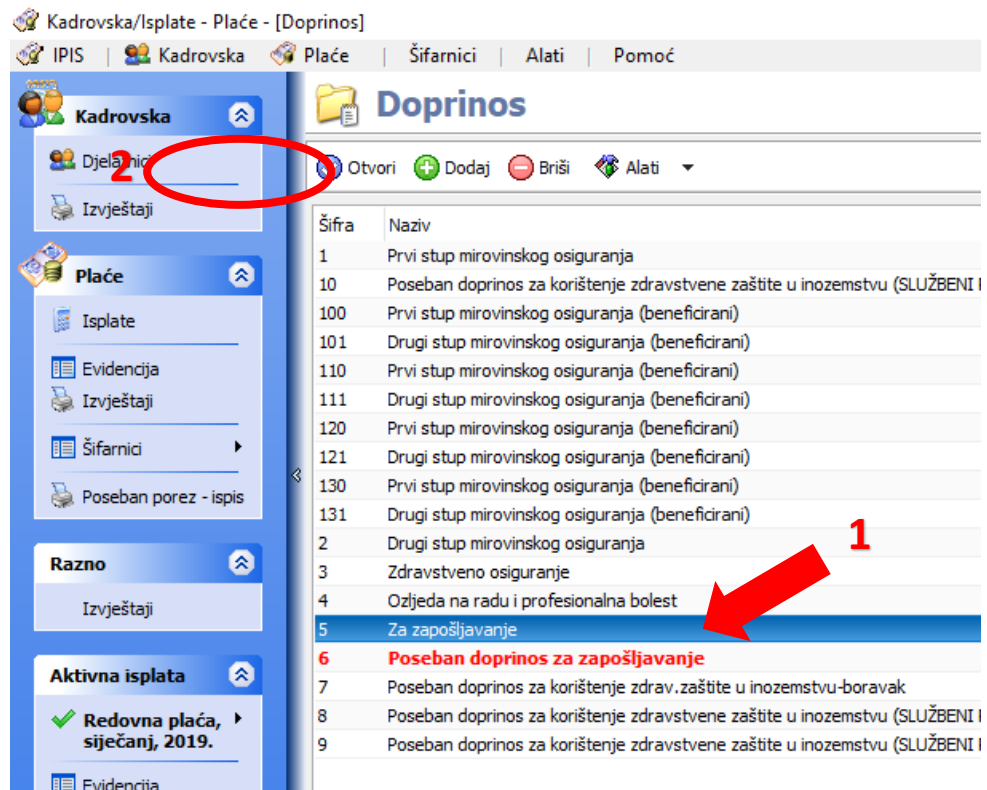 Kadrovska/Isplate - Plaće - [Doprinos]
IPIS | Kadrovska Plaće | Šifarnici | Alati | Pomoć
Kadrovska
2
Djelatnici
Izvještaji
Plaće
Isplate
Evidencija
Izvještaji
Šifarnici
Poseban porez - ispis
Razno
Izvještaji
Aktivna isplata
Redovna plaća,
siječanj, 2019.
Evidencija
Doprinos
Otvori Dodaj Briši Alati
Šifra Naziv
1 Prvi stup mirovinskog osiguranja
10 Poseban doprinos za korištenje zdravstvene zaštite u inozemstvu (SLUŽBENI
100 Prvi stup mirovinskog osiguranja (beneficirani)
101 Drugi stup mirovinskog osiguranja (beneficirani)
110 Prvi stup mirovinskog osiguranja (beneficirani)
111 Drugi stup mirovinskog osiguranja (beneficirani)
120 Prvi stup mirovinskog osiguranja (beneficirani)
121 Drugi stup mirovinskog osiguranja (beneficirani)
130 Prvi stup mirovinskog osiguranja (beneficirani)
131 Drugi stup mirovinskog osiguranja (beneficirani)
1
2 Drugi stup mirovinskog osiguranja
3 Zdravstveno osiguranje
4 Ozljeda na radu i profesionalna bolest
5 Za zapošljavanje
6 Poseban doprinos za zapošljavanje
7 Poseban doprinos za korištenje zdrav.zaštite u inozemstvu-boravak
8 Poseban doprinos za korištenje zdravstvene zaštite u inozemstvu (SLUŽBENI
9 Poseban doprinos za korištenje zdravstvene zaštite u inozemstvu (SLUŽBENI